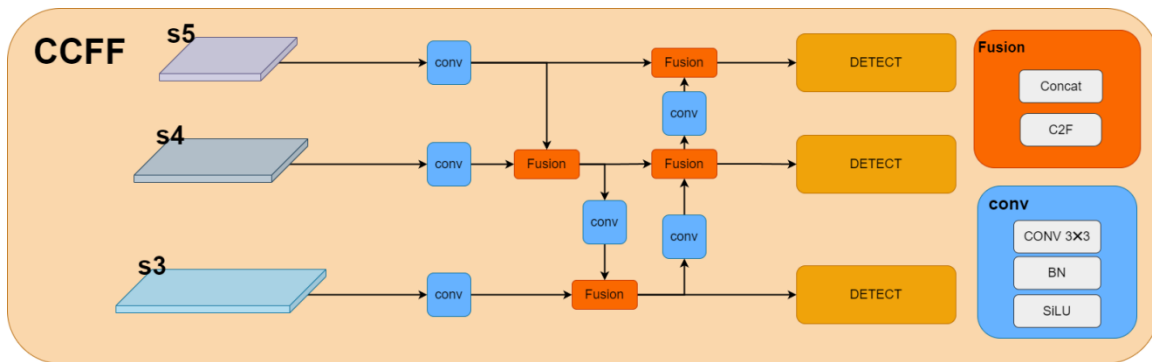 CCFF
s5
conv
Fusion
DETECT
conv
s4
conv
Fusion
Fusion
DETECT
conv
conv
s3
conv
Fusion
DETECT
Fusion
Concat
C2F
conv
CONV 3×3
BN
SiLU